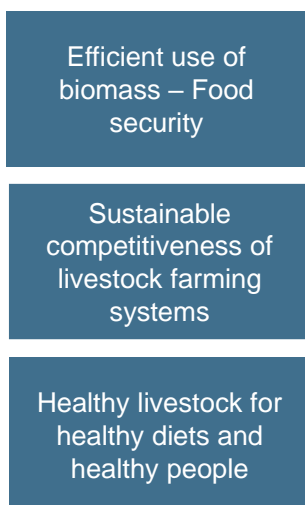 Efficient use of
biomass – Food
security
Sustainable
competitiveness of
livestock farming
systems
Healthy livestock for
healthy diets and
healthy people